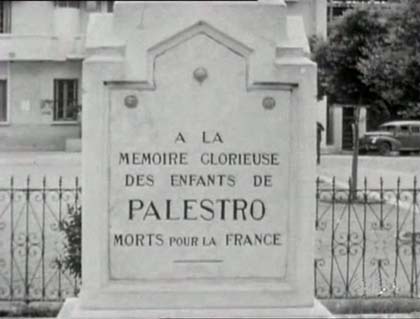 A LA
MEMOIRE GLORIEUSE
DES ENFANTS DE
PALESTRO
MORTS POUR LA FRANCE